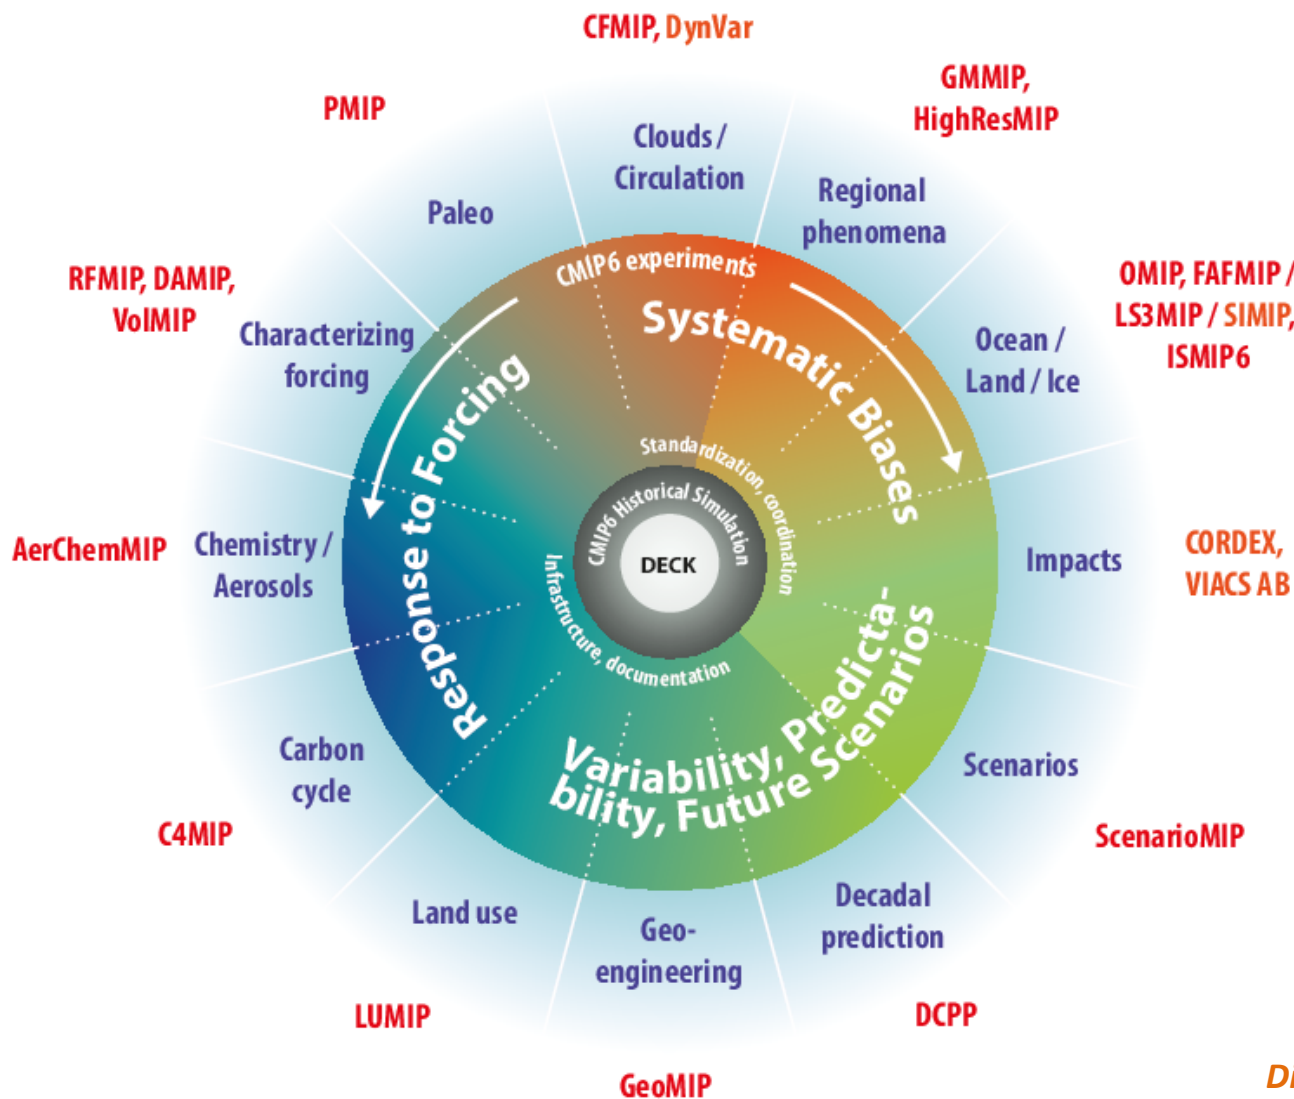 CFMIP, DynVar
GMMIP,
HighResMIP
PMIP
Clouds /
Circulation
Regional
phenomena
Paleo
OMIP, FAFMIP /
LS3MIP / SIMIP,
ISMIP6
RFMIP, DAMIP,
VolMIP
Characterizing
forcing
Ocean /
Land / Ice
CMIP6 experiments
Systematic Biases
Response to Forcing
Standardization, coordination
CMIP6 Historical Simulation
DECK
Infrastructure, documentation
AerChemMIP
Chemistry /
Aerosols
Impacts
CORDEX,
VIACS AB
Variability, Predicta-
bility, Future Scenarios
Carbon
cycle
Scenarios
C4MIP
ScenarioMIP
Land use
Geo-
engineering
Decadal
prediction
LUMIP
DCPP
GeoMIP